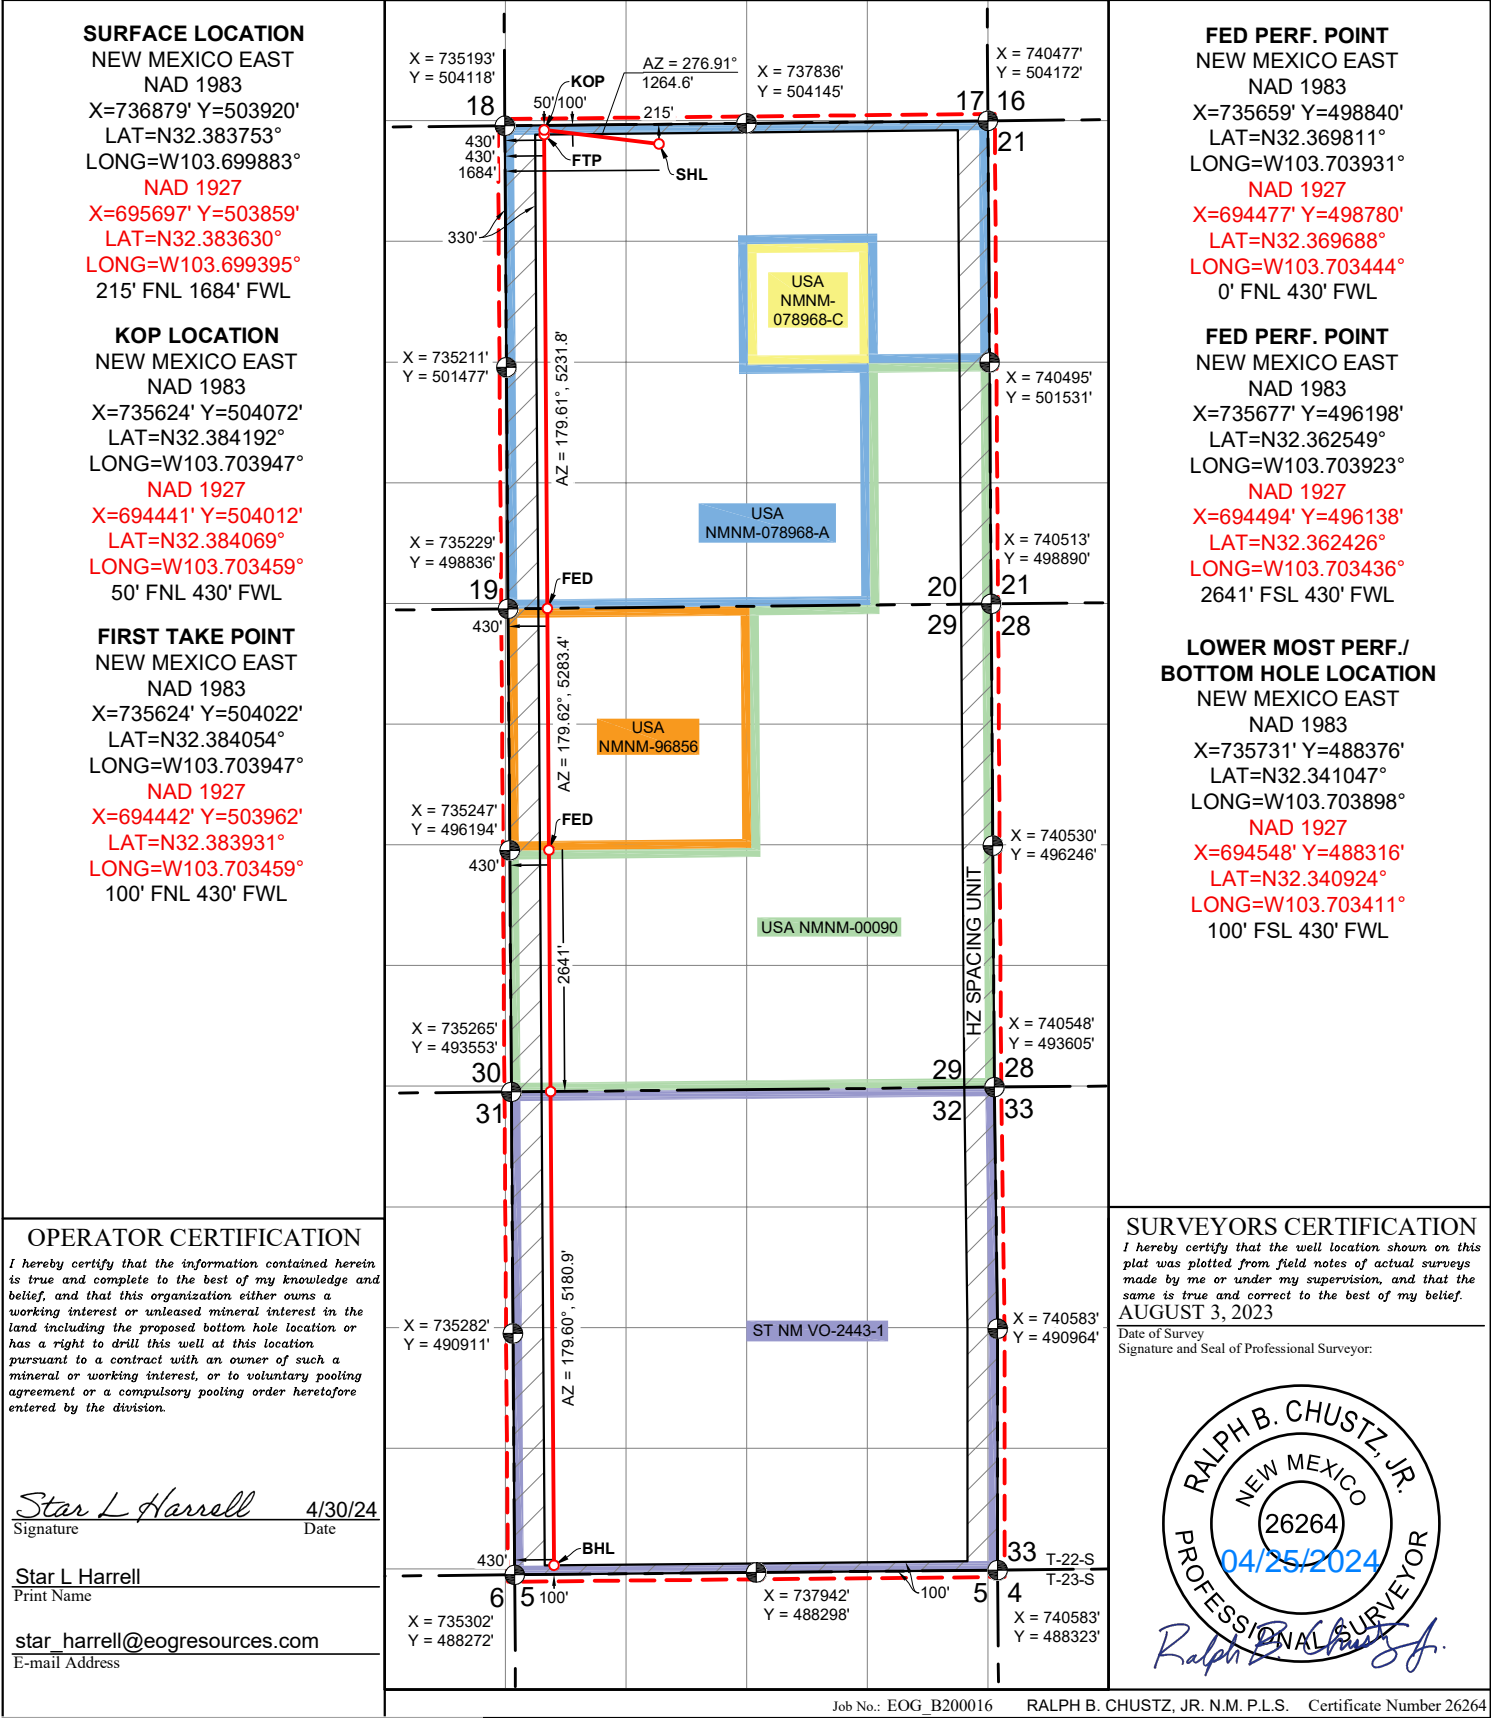 SURFACE LOCATION
NEW MEXICO EAST
NAD 1983
X=736879' Y=503920'
LAT=N32.383753°
LONG=W103.699883°
NAD 1927
X=695697' Y=503859'
LAT=N32.383630°
LONG=W103.699395°
215' FNL 1684' FWL
KOP LOCATION
NEW MEXICO EAST
NAD 1983
X=735624' Y=504072'
LAT=N32.384192°
LONG=W103.703947°
NAD 1927
X=694441' Y=504012'
LAT=N32.384069°
LONG=W103.703459°
50' FNL 430' FWL
FIRST TAKE POINT
NEW MEXICO EAST
NAD 1983
X=735624' Y=504022'
LAT=N32.384054°
LONG=W103.703947°
NAD 1927
X=694442' Y=503962'
LAT=N32.383931°
LONG=W103.703459°
100' FNL 430' FWL
OPERATOR CERTIFICATION
I hereby certify that the information contained herein
is true and complete to the best of my knowledge and
belief, and that this organization either owns a
working interest or unleased mineral interest in the
land including the proposed bottom hole location or
has a right to drill this well at this location
pursuant to a contract with an owner of such a
mineral or working interest, or to voluntary pooling
agreement or a compulsory pooling order heretofore
entered by the division.
Star L Harrell 4/30/24
Signature Date
Star L Harrell
Print Name
star_harrell@eogresources.com
E-mail Address
X = 735193'
Y = 504118'
KOP
AZ = 276.91°
1264.6'
X = 737836'
Y = 504145'
X = 740477'
Y = 504172'
18
50' 100'
215'
17 16
21
430'
430'
1684'
FTP
SHL
330'
USA
NMNM-
078968-C
X = 735211'
Y = 501477'
AZ = 179.61°, 5231.8'
X = 740495'
Y = 501531'
USA
NMNM-078968-A
X = 735229'
Y = 498836'
X = 740513'
Y = 498890'
19
FED
20 21
29 28
430'
AZ = 179.62°, 5283.4'
USA
NMNM-96856
X = 735247'
Y = 496194'
FED
X = 740530'
Y = 496246'
430'
USA NMNM-00090
2641'
HZ SPACING UNIT
X = 735265'
Y = 493553'
X = 740548'
Y = 493605'
30
29 28
31
32 33
AZ = 179.60°, 5180.9'
X = 735282'
Y = 490911'
ST NM VO-2443-1
X = 740583'
Y = 490964'
430'
BHL
33
T-22-S
T-23-S
6 5
100'
100'
5 4
X = 735302'
Y = 488272'
X = 737942'
Y = 488298'
X = 740583'
Y = 488323'
FED PERF. POINT
NEW MEXICO EAST
NAD 1983
X=735659' Y=498840'
LAT=N32.369811°
LONG=W103.703931°
NAD 1927
X=694477' Y=498780'
LAT=N32.369688°
LONG=W103.703444°
0' FNL 430' FWL
FED PERF. POINT
NEW MEXICO EAST
NAD 1983
X=735677' Y=496198'
LAT=N32.362549°
LONG=W103.703923°
NAD 1927
X=694494' Y=496138'
LAT=N32.362426°
LONG=W103.703436°
2641' FSL 430' FWL
LOWER MOST PERF./
BOTTOM HOLE LOCATION
NEW MEXICO EAST
NAD 1983
X=735731' Y=488376'
LAT=N32.341047°
LONG=W103.703898°
NAD 1927
X=694548' Y=488316'
LAT=N32.340924°
LONG=W103.703411°
100' FSL 430' FWL
SURVEYORS CERTIFICATION
I hereby certify that the well location shown on this
plat was plotted from field notes of actual surveys
made by me or under my supervision, and that the
same is true and correct to the best of my belief.
AUGUST 3, 2023
Date of Survey
Signature and Seal of Professional Surveyor:
RALPH B. CHUSTZ, JR.
NEW MEXICO
26264
04/25/2024
PROFESSIONAL SURVEYOR
Ralph B. Chustz Jr.
Job No.: EOG_B200016 RALPH B. CHUSTZ, JR. N.M. P.L.S. Certificate Number 26264